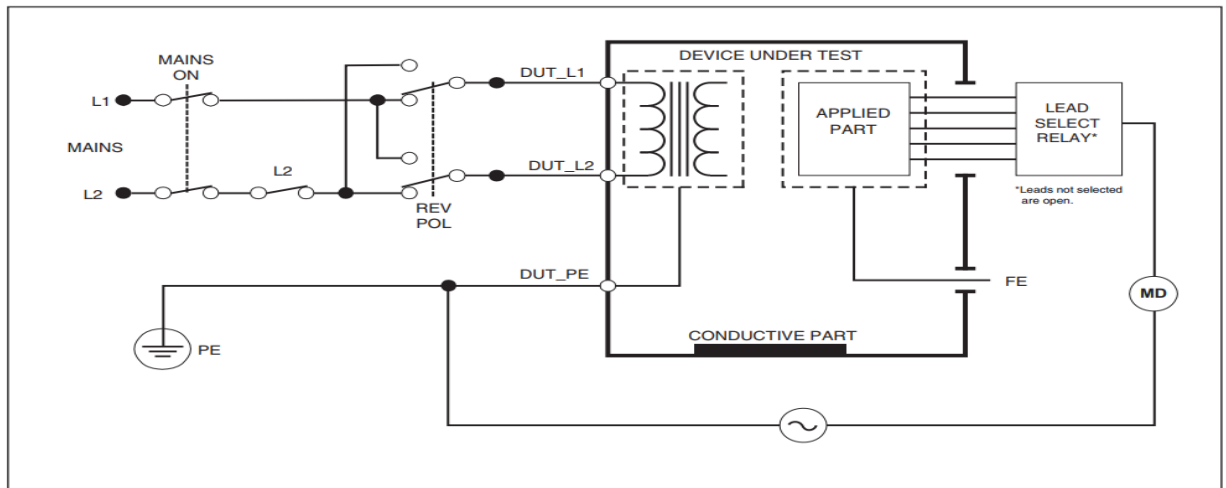 MAINS
ON
L1
MAINS
L2
L2
REV
POL
DUT_L1
DUT_L2
DUT_PE
PE
DEVICE UNDER TEST
APPLIED
PART
LEAD
SELECT
RELAY*
*Leads not selected
are open.
FE
MD
CONDUCTIVE PART